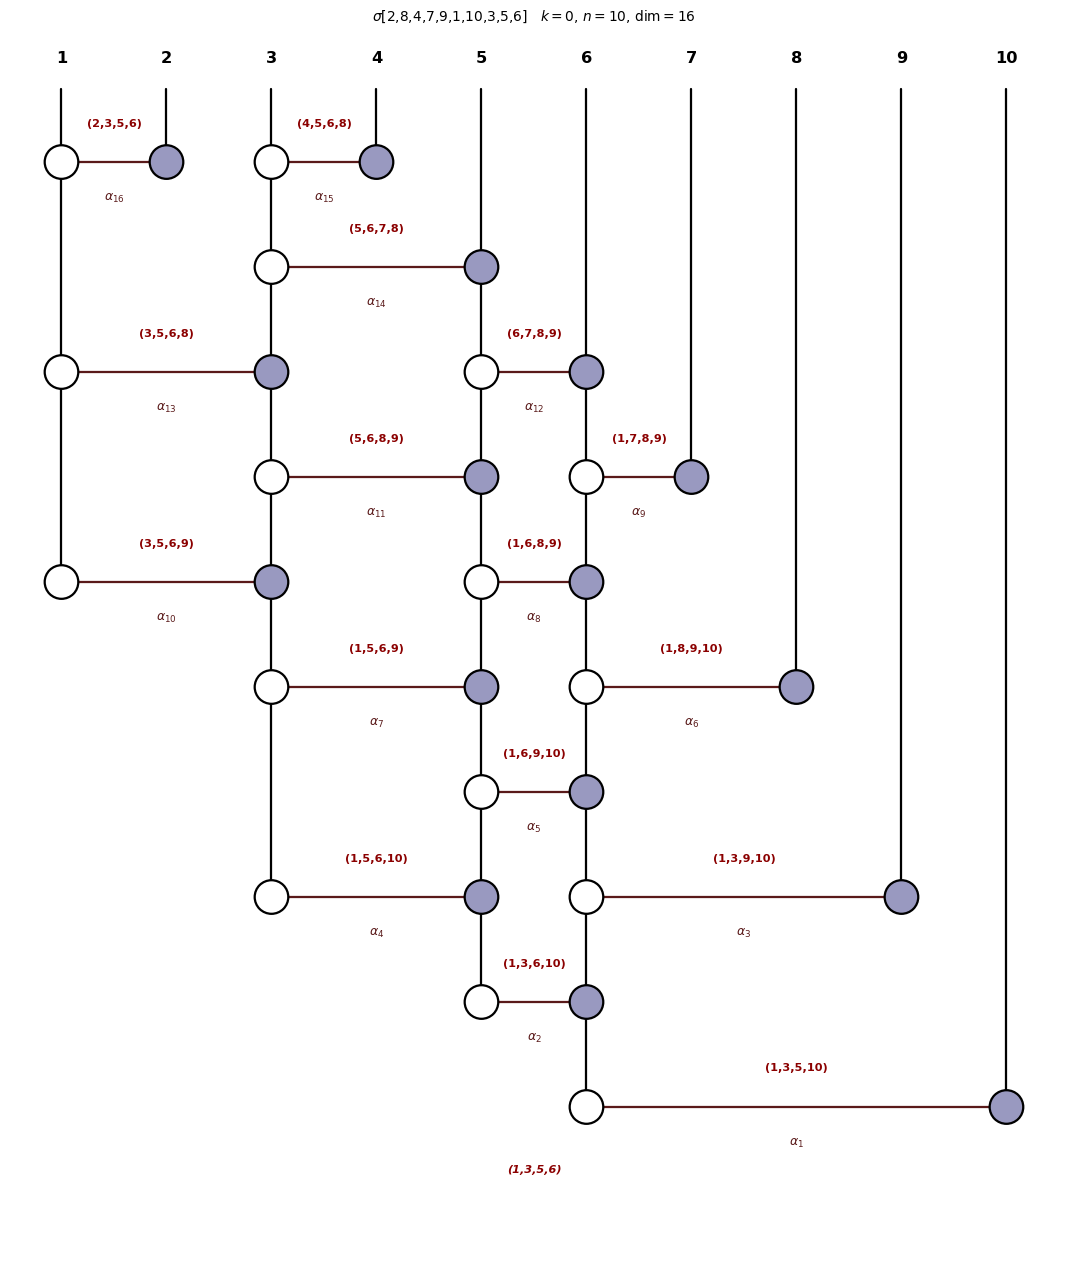 σ[2,8,4,7,9,1,10,3,5,6] k=0, n=10, dim=16
1 2 3 4 5 6 7 8 9 10
(2,3,5,6) (4,5,6,8)
α₁₆ α₁₅
(5,6,7,8)
α₁₄
(3,5,6,8) (6,7,8,9)
α₁₃ α₁₂
(5,6,8,9) (1,7,8,9)
α₁₁ α₉
(3,5,6,9) (1,6,8,9)
α₁₀ α₈
(1,5,6,9) (1,8,9,10)
α₇ α₆
(1,6,9,10)
α₅
(1,5,6,10) (1,3,9,10)
α₄ α₃
(1,3,6,10)
α₂
(1,3,5,10)
α₁
(1,3,5,6)